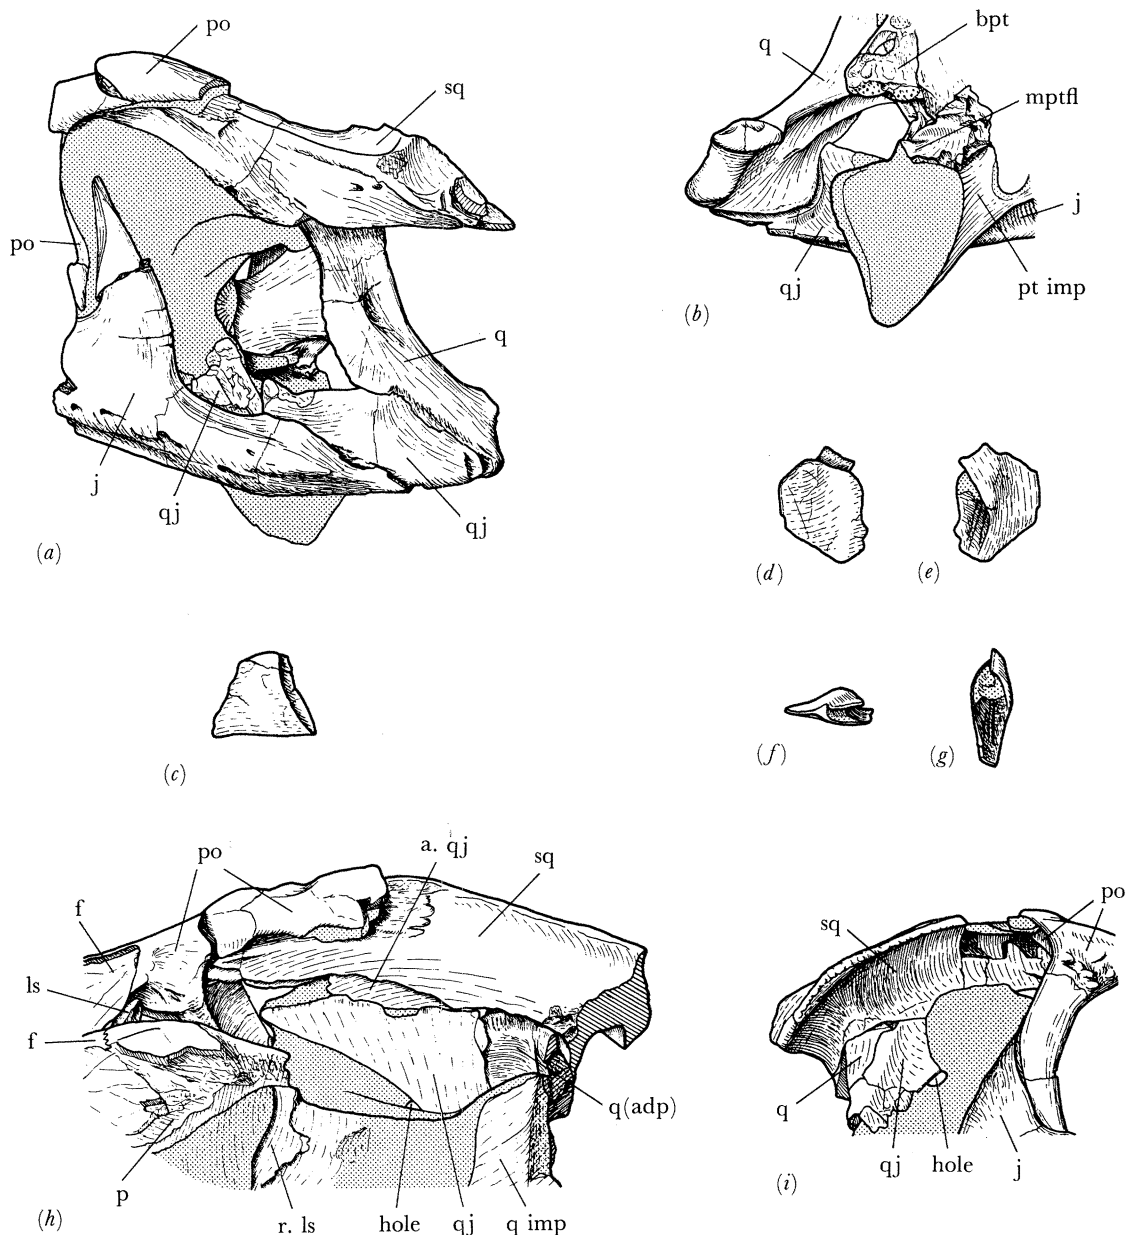 po
sq
po
q
j
qj
qj
(a)
q
bpt
mptfl
j
qj
pt imp
(b)
(c)
(d)
(e)
(f)
(g)
po
a. qj
sq
f
ls
f
q(adp)
p
r. ls
hole
qj
q imp
(h)
po
sq
q
qj
hole
j
(i)